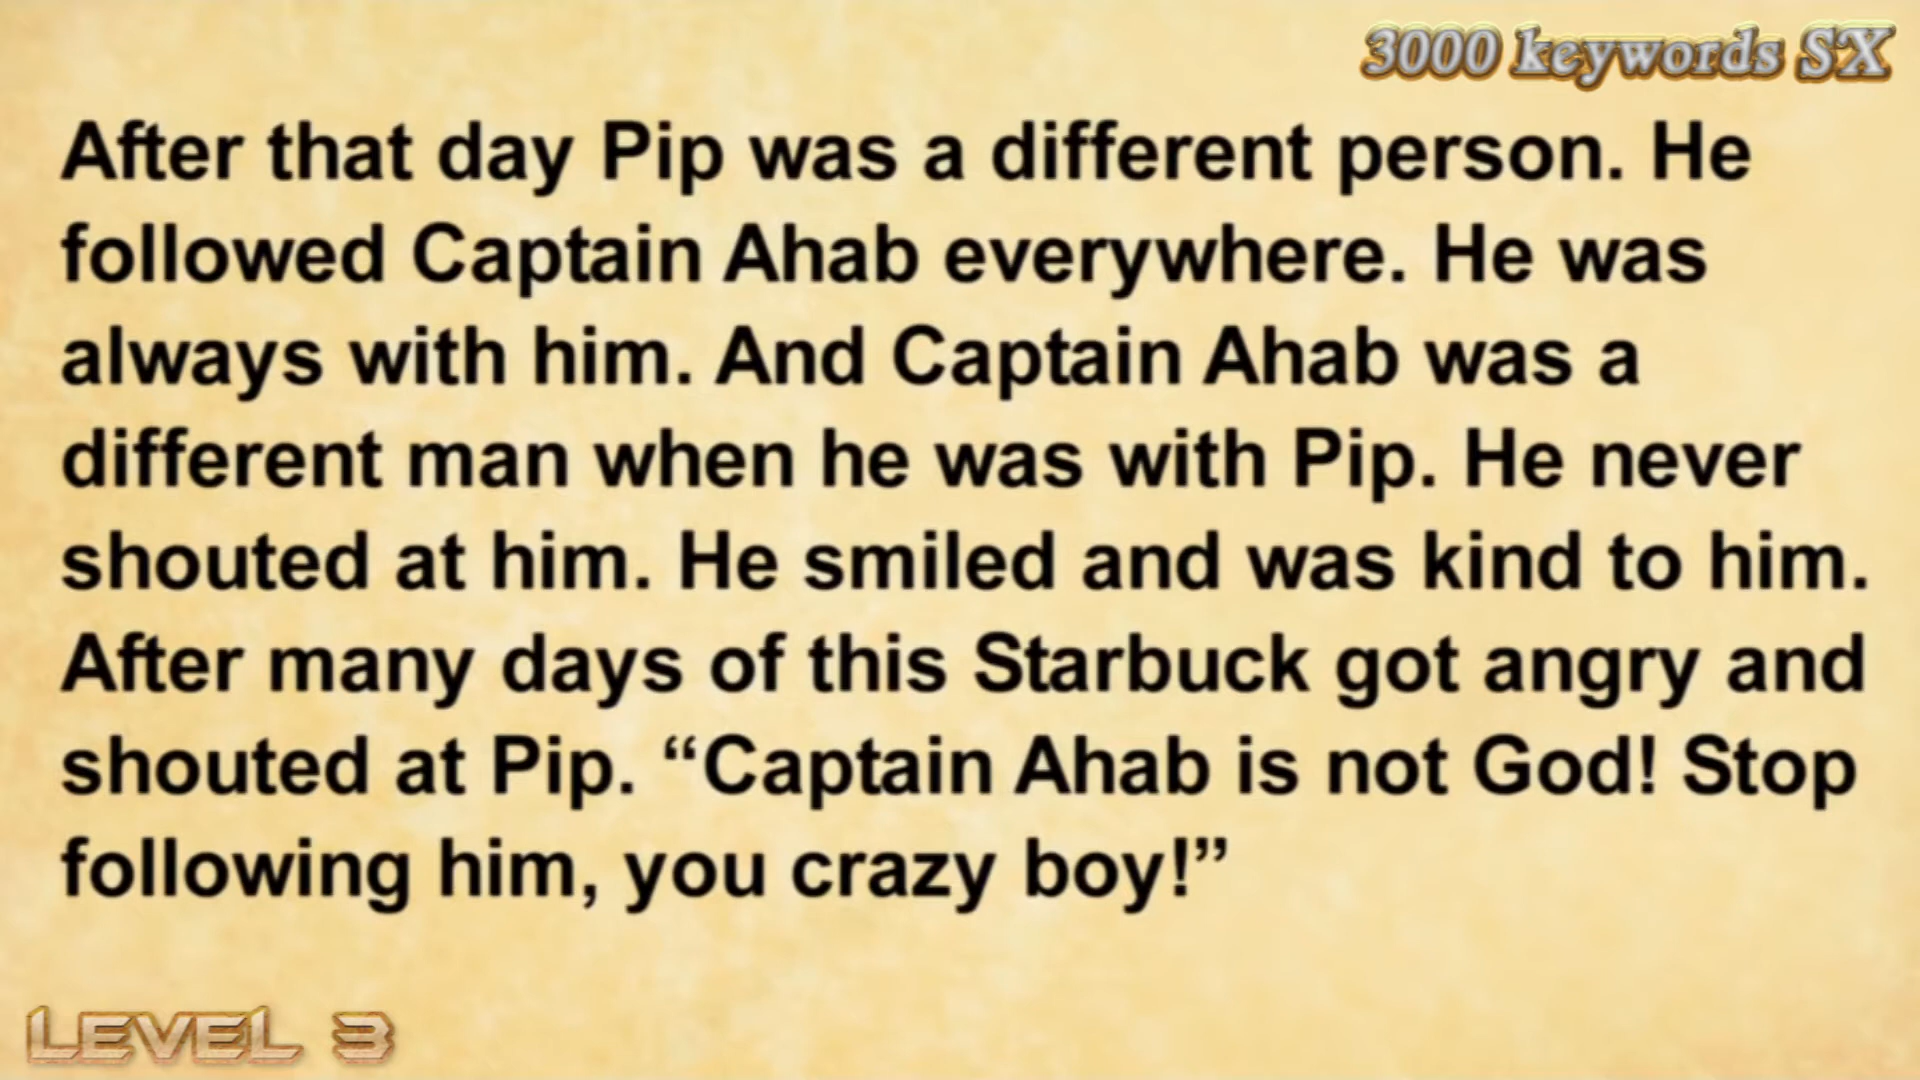 3000 keywords SX
After that day Pip was a different person. He
followed Captain Ahab everywhere. He was
always with him. And Captain Ahab was a
different man when he was with Pip. He never
shouted at him. He smiled and was kind to him.
After many days of this Starbuck got angry and
shouted at Pip. “Captain Ahab is not God! Stop
following him, you crazy boy!”
LEVEL 3